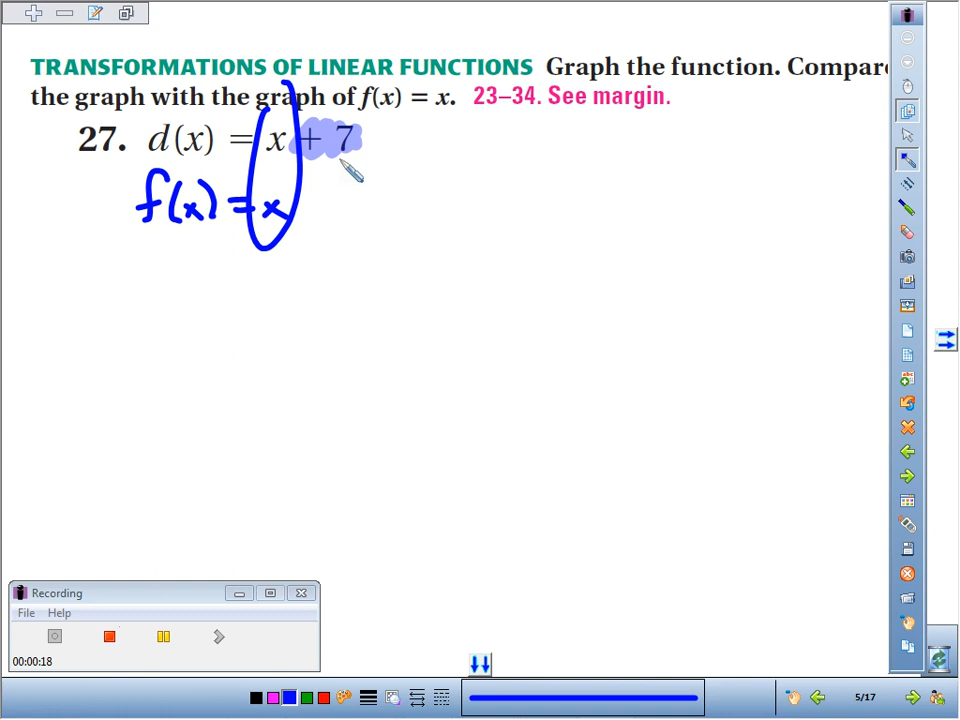 TRANSFORMATIONS OF LINEAR FUNCTIONS Graph the function. Compare
the graph with the graph of f(x) = x. 23–34. See margin.
27. d(x) = x + 7
f(x) = x
Recording
File Help
00:00:18
5/17
abc